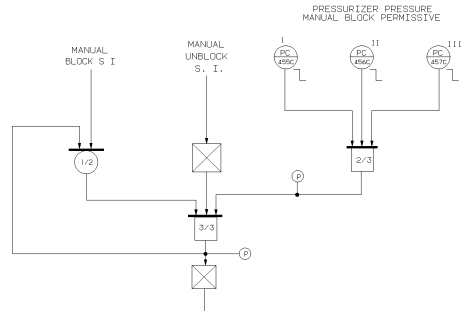 PRESSURIZER PRESSURE
MANUAL BLOCK PERMISSIVE
MANUAL
BLOCK S I
MANUAL
UNBLOCK
S. I.
I
II
III
PC
455C
PC
456C
PC
457C
1/2
2/3
P
3/3
P